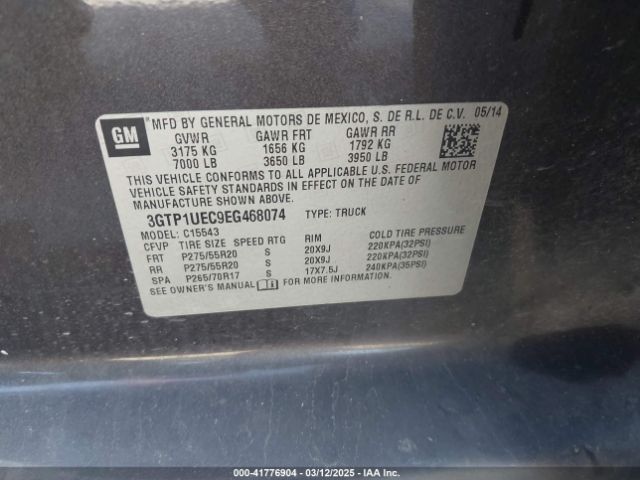 GM
MFD BY GENERAL MOTORS DE MEXICO, S. DE R.L. DE C.V. 05/14
GVWR GAWR FRT GAWR RR
3175 KG 1656 KG 1792 KG
7000 LB 3650 LB 3950 LB
THIS VEHICLE CONFORMS TO ALL APPLICABLE U.S. FEDERAL MOTOR
VEHICLE SAFETY STANDARDS IN EFFECT ON THE DATE OF
MANUFACTURE SHOWN ABOVE.
3GTP1UEC9EG468074 TYPE: TRUCK
MODEL: C15543
CFVP TIRE SIZE SPEED RTG RIM COLD TIRE PRESSURE
FRT P275/55R20 S 20X9J 220KPA(32PSI)
RR P275/55R20 S 20X9J 220KPA(32PSI)
SPA P265/70R17 S 17X7.5J 240KPA(35PSI)
SEE OWNER'S MANUAL FOR MORE INFORMATION.
000-41776904 - 03/12/2025 - IAAI.COM